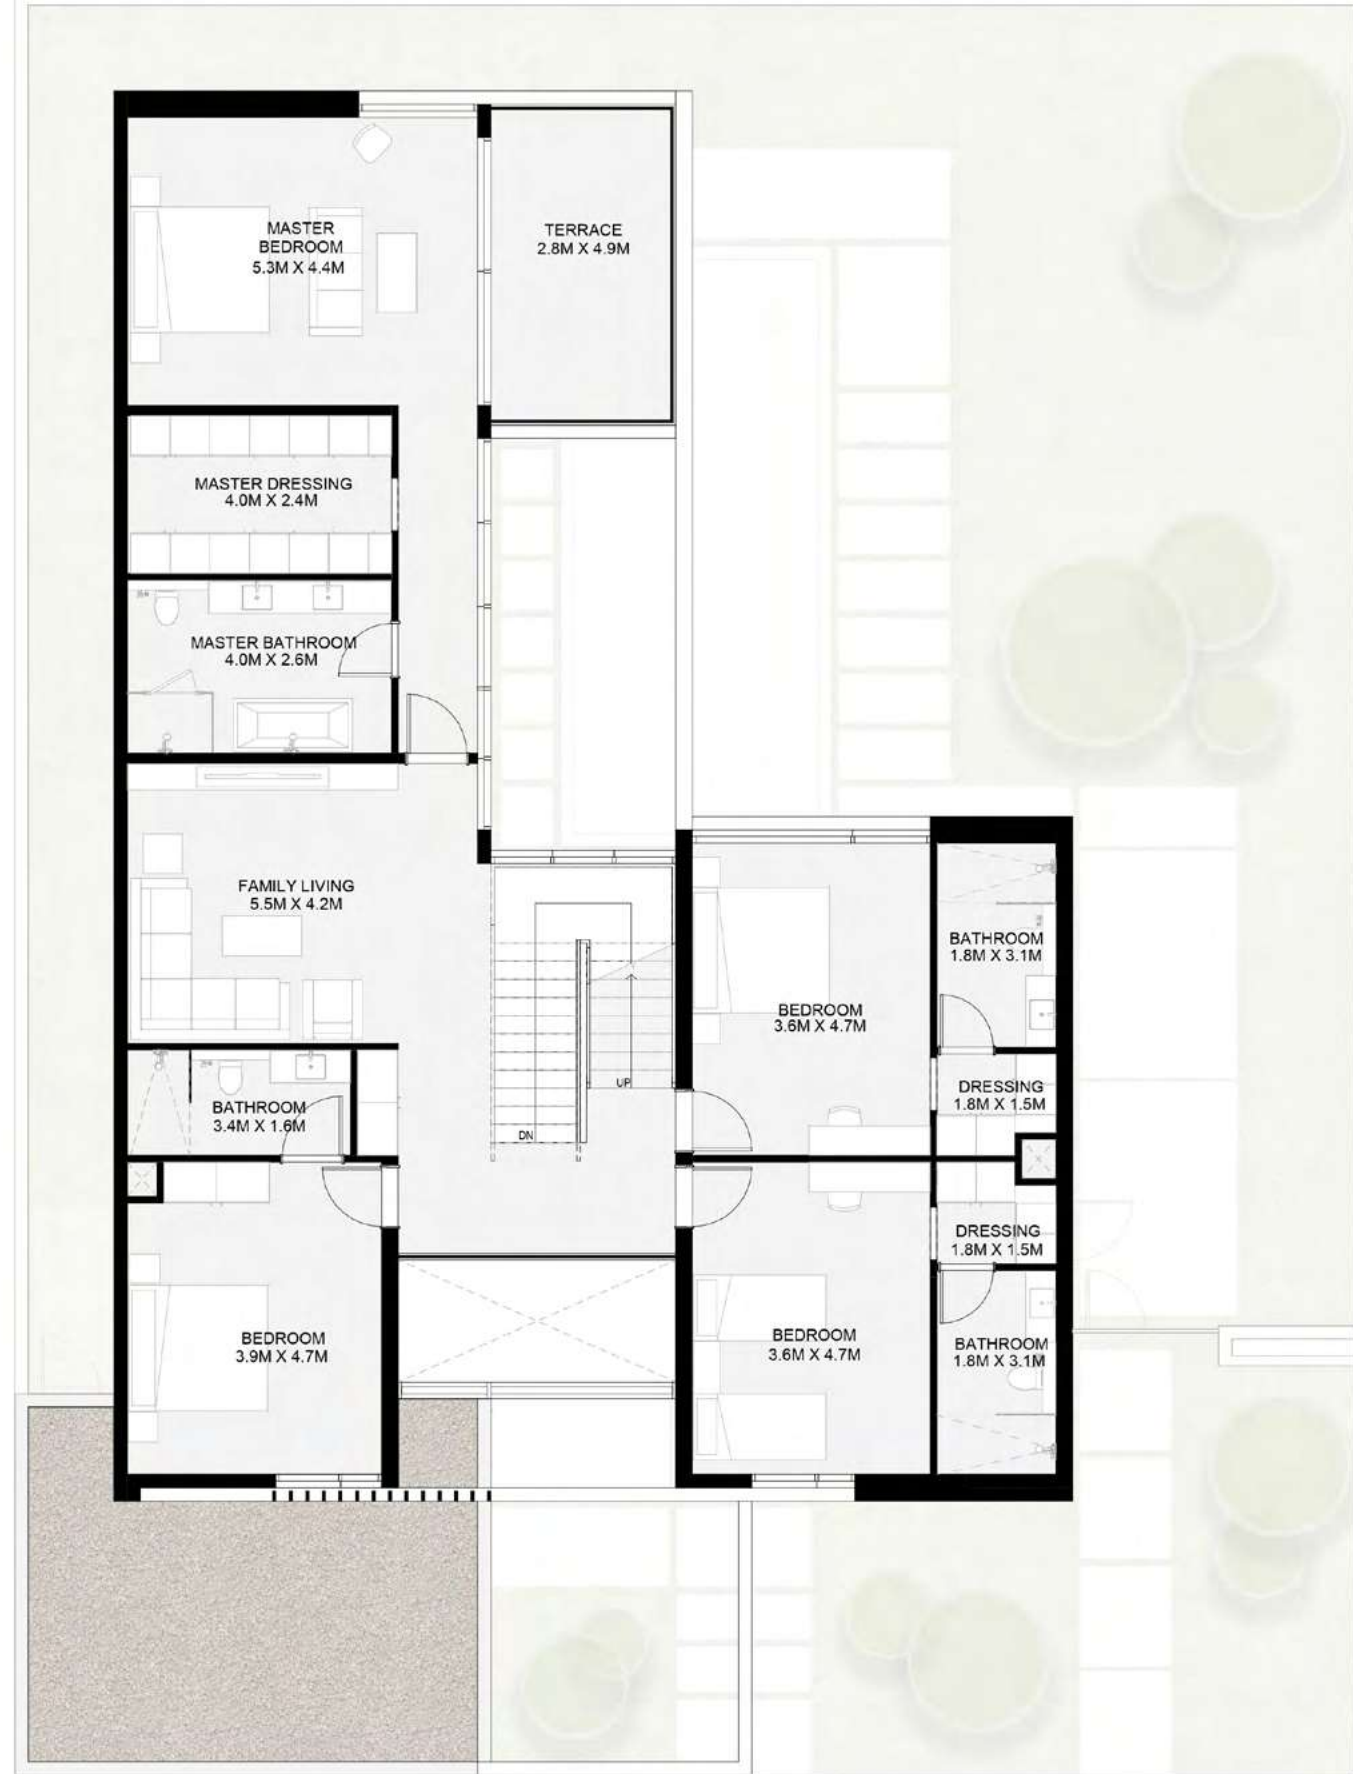 MASTER
BEDROOM
5.3M X 4.4M
TERRACE
2.8M X 4.9M
MASTER DRESSING
4.0M X 2.4M
MASTER BATHROOM
4.0M X 2.6M
FAMILY LIVING
5.5M X 4.2M
BATHROOM
1.8M X 3.1M
BEDROOM
3.6M X 4.7M
UP
DN
DRESSING
1.8M X 1.5M
BATHROOM
3.4M X 1.6M
DRESSING
1.8M X 1.5M
BEDROOM
3.9M X 4.7M
BEDROOM
3.6M X 4.7M
BATHROOM
1.8M X 3.1M